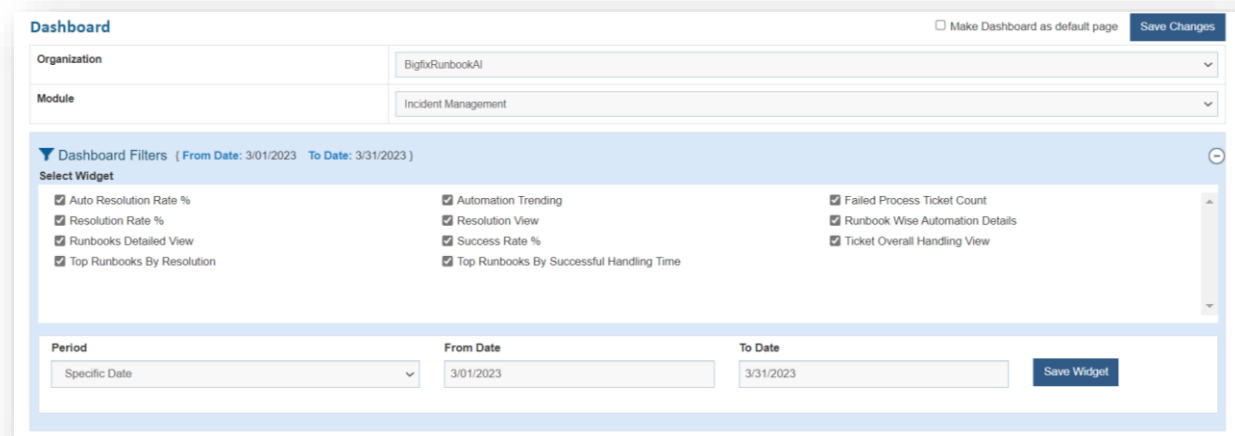 Dashboard Make Dashboard as default page Save Changes
Organization BigfixRunbookAI
Module Incident Management
Dashboard Filters ( From Date: 3/01/2023 To Date: 3/31/2023 )
Select Widget
Auto Resolution Rate % Automation Trending Failed Process Ticket Count
Resolution Rate % Resolution View Runbook Wise Automation Details
Runbooks Detailed View Success Rate % Ticket Overall Handling View
Top Runbooks By Resolution Top Runbooks By Successful Handling Time
Period From Date To Date
Specific Date 3/01/2023 3/31/2023 Save Widget